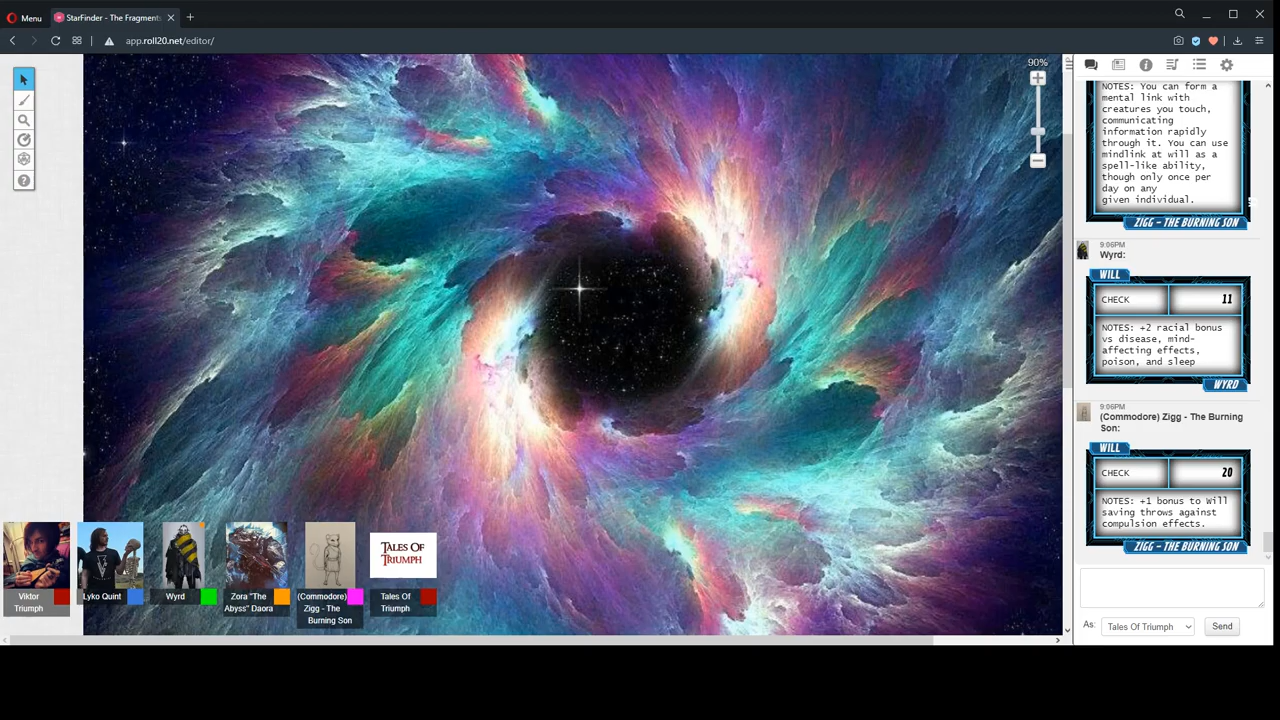 Menu
StarFinder - The Fragments
app.roll20.net/editor/
90%
NOTES: You can form a
mental link with
creatures you touch,
communicating
information rapidly
through it. You can use
mindlink at will as a
spell-like ability,
though only once per
day on any
given individual.
ZIGG - THE BURNING SON
9:06PM
Wyrd:
WILL
CHECK
11
NOTES: +2 racial bonus
vs disease, mind-
affecting effects,
poison, and sleep
WYRD
9:06PM
(Commodore) Zigg - The Burning
Son:
WILL
CHECK
20
NOTES: +1 bonus to Will
saving throws against
compulsion effects.
ZIGG - THE BURNING SON
As:
Tales Of Triumph
Send
TALES OF
TRIUMPH
Viktor
Triumph
Lyko Quint
Wyrd
Zora "The
Abyss" Daora
(Commodore)
Zigg - The
Burning Son
Tales Of
Triumph